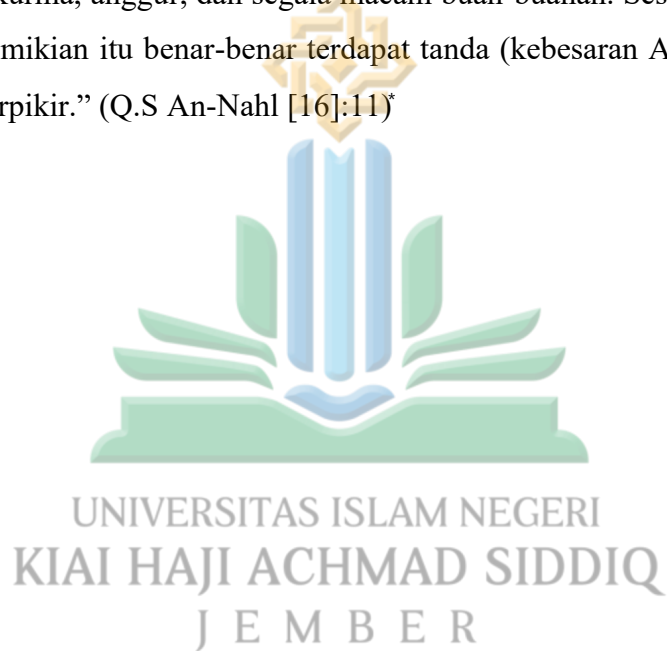 kurma, anggur, dan segala macam buah-buahan. Ses
mikian itu benar-benar terdapat tanda (kebesaran A
rpikir.” (Q.S An-Nahl [16]:11)*
UNIVERSITAS ISLAM NEGERI
KIAI HAJI ACHMAD SIDDIQ
JEMBER